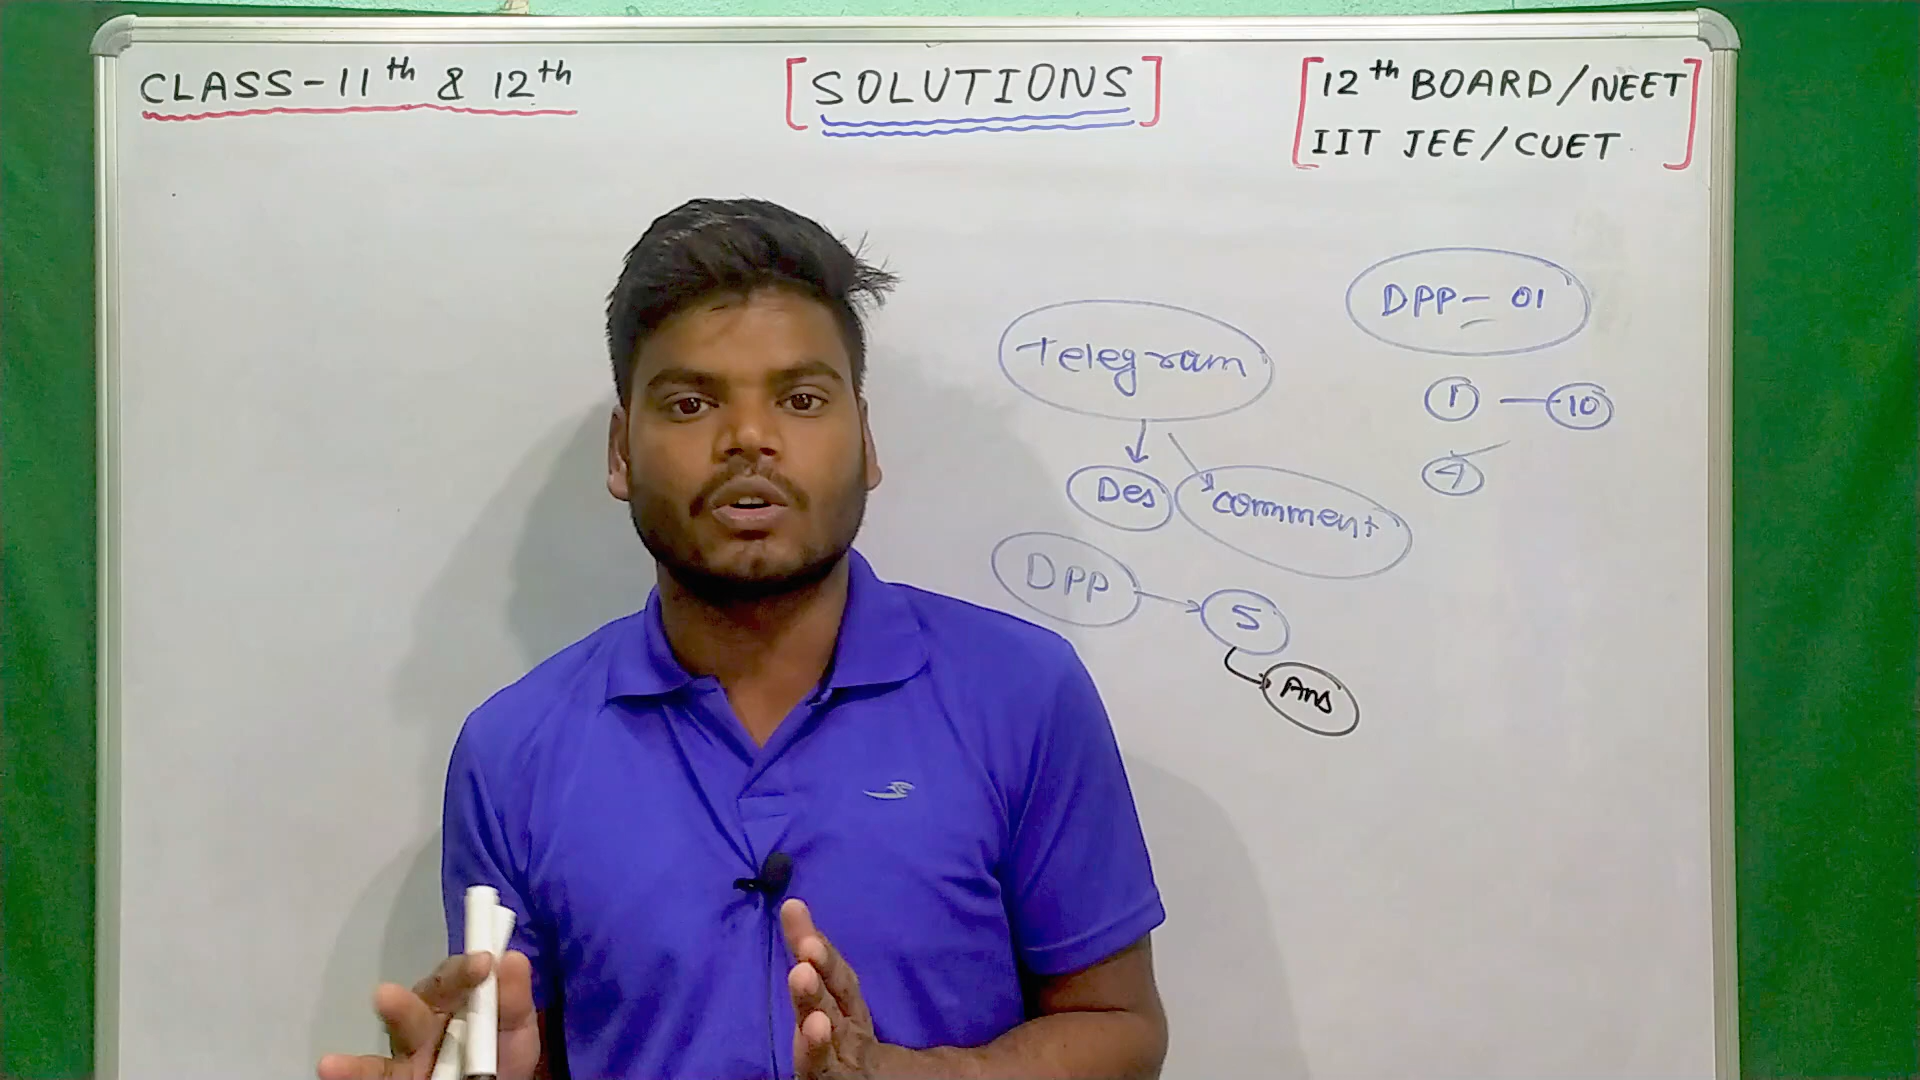 CLASS-11th & 12th
[SOLUTIONS]
[12th BOARD/NEET
IIT JEE/CUET]
DPP- 01
Telegram
1 - 10
4
Des
comment
DPP
5
Ans